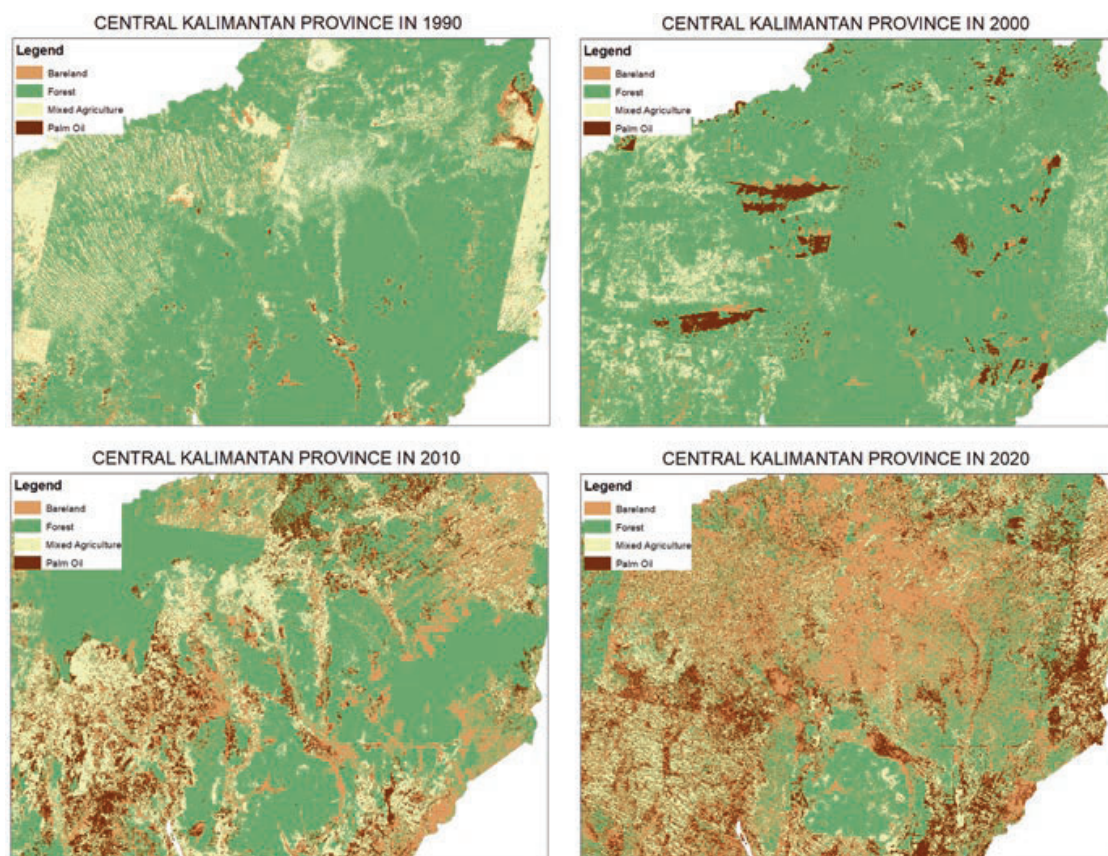 CENTRAL KALIMANTAN PROVINCE IN 1990
Legend
Bareland
Forest
Mixed Agriculture
Palm Oil
CENTRAL KALIMANTAN PROVINCE IN 2000
Legend
Bareland
Forest
Mixed Agriculture
Palm Oil
CENTRAL KALIMANTAN PROVINCE IN 2010
Legend
Bareland
Forest
Mixed Agriculture
Palm Oil
CENTRAL KALIMANTAN PROVINCE IN 2020
Legend
Bareland
Forest
Mixed Agriculture
Palm Oil